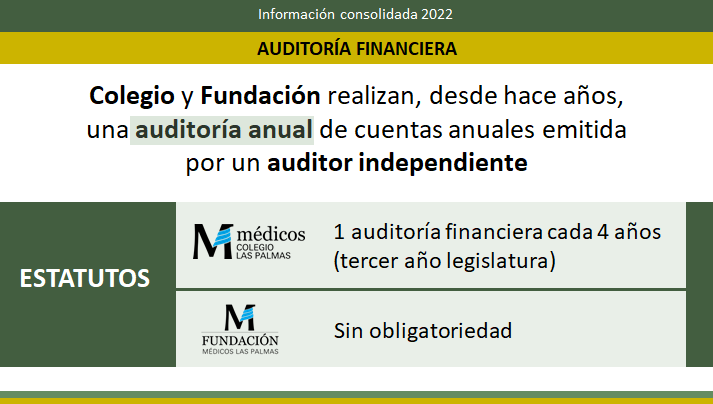 Información consolidada 2022
AUDITORÍA FINANCIERA
Colegio y Fundación realizan, desde hace años,
una auditoría anual de cuentas anuales emitida
por un auditor independiente
ESTATUTOS
médicos
COLEGIO
LAS PALMAS
1 auditoría financiera cada 4 años
(tercer año legislatura)
M
FUNDACIÓN
MÉDICOS LAS PALMAS
Sin obligatoriedad